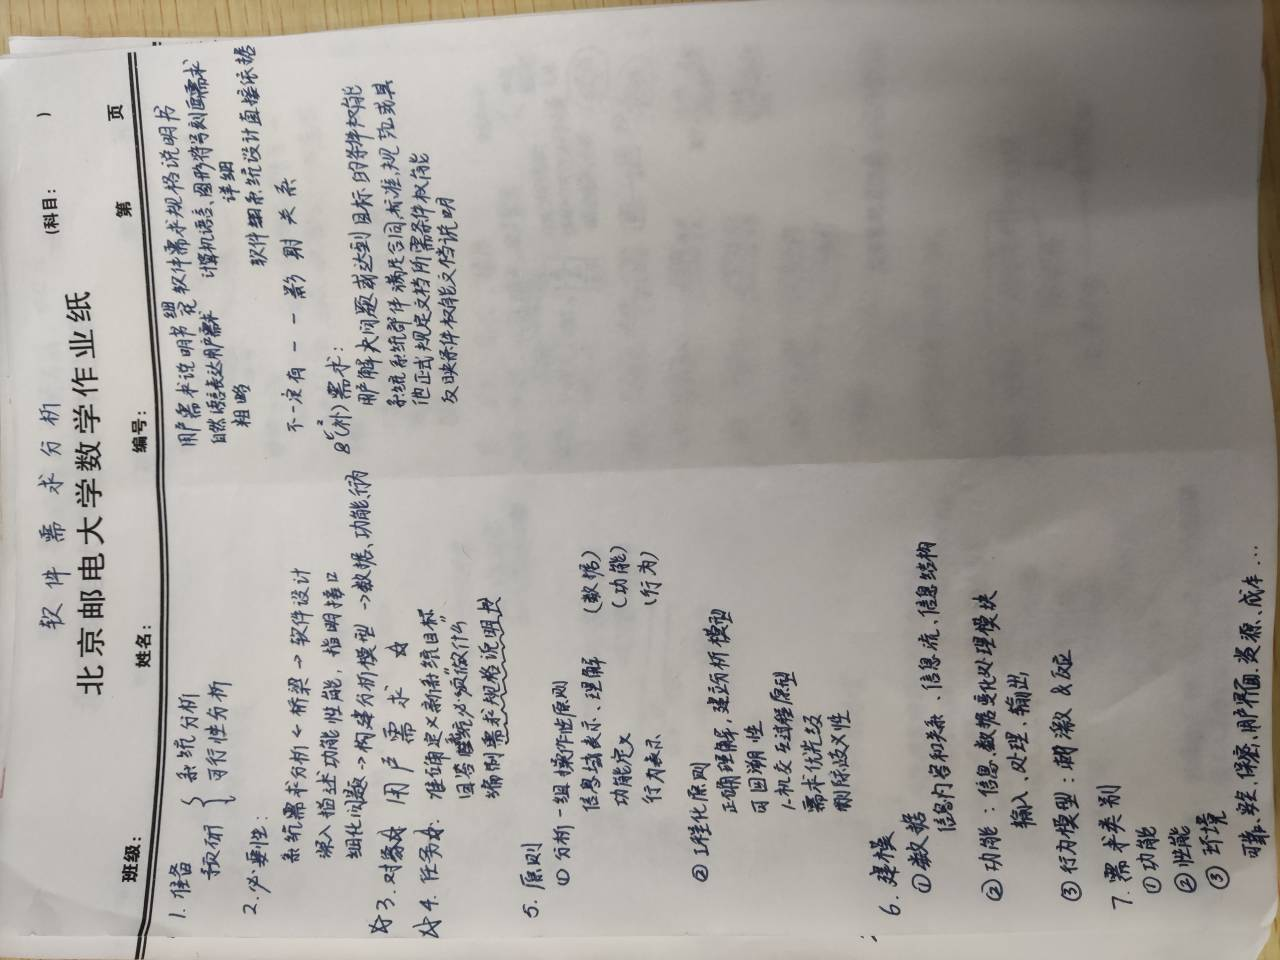 软件需求分析
北京邮电大学数学作业纸
(科目: )
班级: 姓名: 编号: 第 页
1. 准备
预研 { 系统分析
可行性分析
2. 必要性:
系统需求分析 ← 桥梁 → 软件设计
深入描述功能性能, 指明接口
细化问题 → 构建分析模型 → 数据、功能、行为
☆3. 对象☆ 用户需求 ☆
☆4. 任务☆: 准确定义新系统目标
回答系统必须"做什么"
编制需求规格说明书
5. 原则
① 分析 - 组操作性原则
信息域表示、理解 (数据)
功能定义 (功能)
行为表示 (行为)
② 工程化原则
正确理解, 建立分析模型
可回溯性
人机交互过程原型
需求优先级
删除歧义性
6. 建模
① 数据
信息内容和关系、信息流、信息结构
② 功能: 信息数据变化处理模块
输入、处理、输出
③ 行为模型: 刺激&反应
7. 需求类别
① 功能
② 性能
③ 环境
可靠、安全、保密、用户界面、资源、成本...
用户需求说明书 细 软件需求规格说明书
自然语言表达用户需求 计算机语言、图形符号刻画需求
粗略 详细
软件系统设计直接依据
不一定有一一影射关系
8 (补) 需求:
用户解决问题或达到目标的条件权能
系统系统部件满足合同,标准,规范或其
他正式规定文档所需条件权能
反映条件权能文档说明